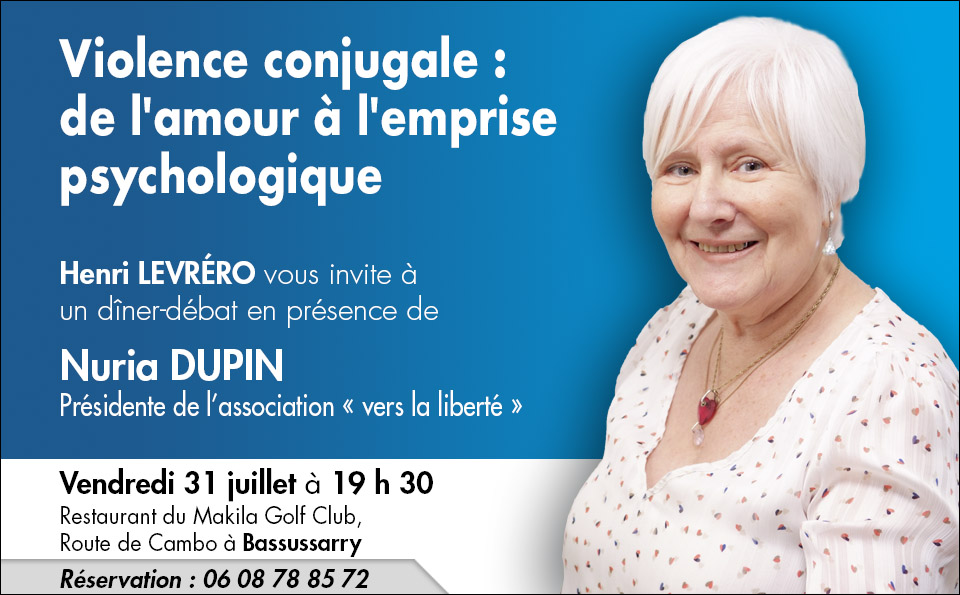 Violence conjugale :
de l'amour à l'emprise
psychologique
Henri LEVRÉRO vous invite à
un dîner-débat en présence de
Nuria DUPIN
Présidente de l’association « vers la liberté »
Vendredi 31 juillet à 19 h 30
Restaurant du Makila Golf Club,
Route de Cambo à Bassussarry
Réservation : 06 08 78 85 72